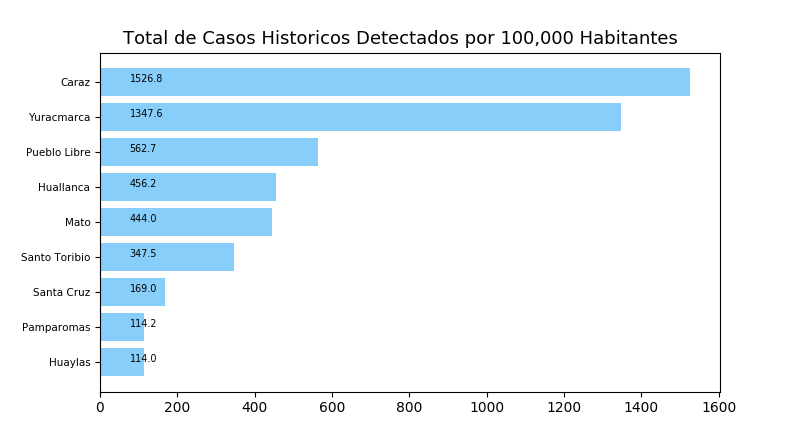 Total de Casos Historicos Detectados por 100,000 Habitantes
Caraz 1526.8
Yuracmarca 1347.6
Pueblo Libre 562.7
Huallanca 456.2
Mato 444.0
Santo Toribio 347.5
Santa Cruz 169.0
Pamparomas 114.2
Huaylas 114.0
0 200 400 600 800 1000 1200 1400 1600